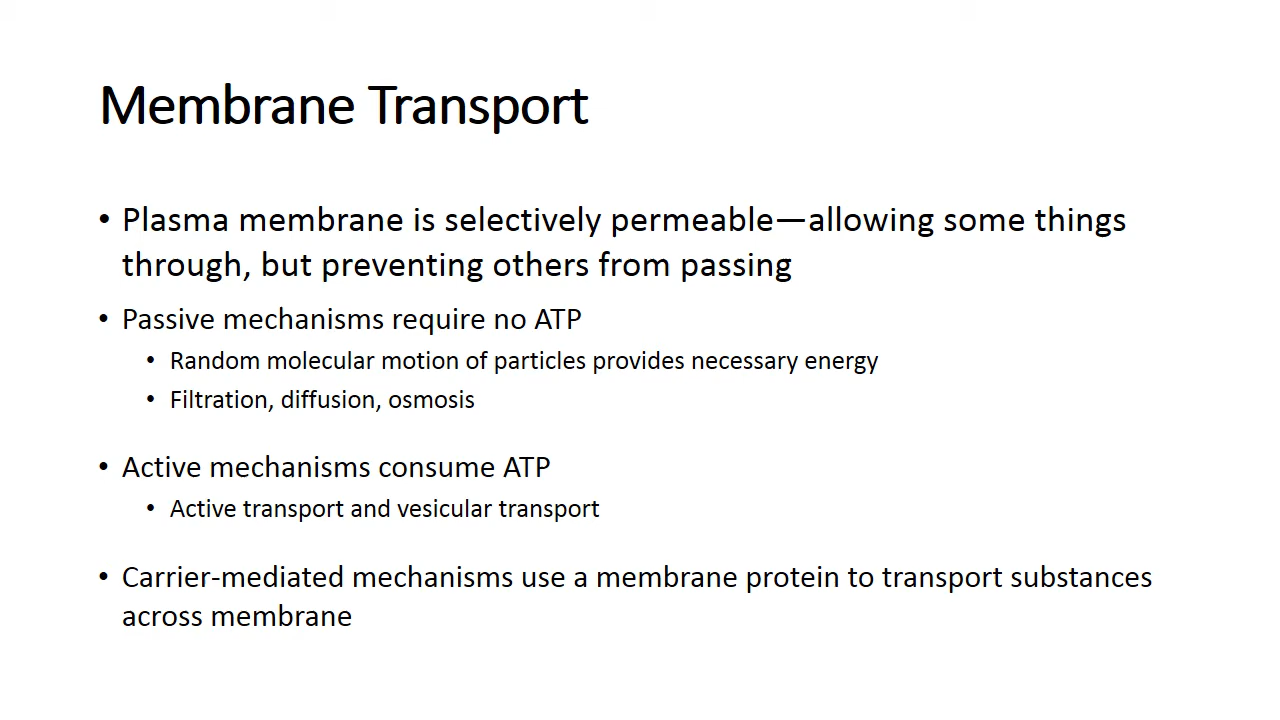 Membrane Transport
• Plasma membrane is selectively permeable—allowing some things
through, but preventing others from passing
• Passive mechanisms require no ATP
• Random molecular motion of particles provides necessary energy
• Filtration, diffusion, osmosis
• Active mechanisms consume ATP
• Active transport and vesicular transport
• Carrier-mediated mechanisms use a membrane protein to transport substances
across membrane